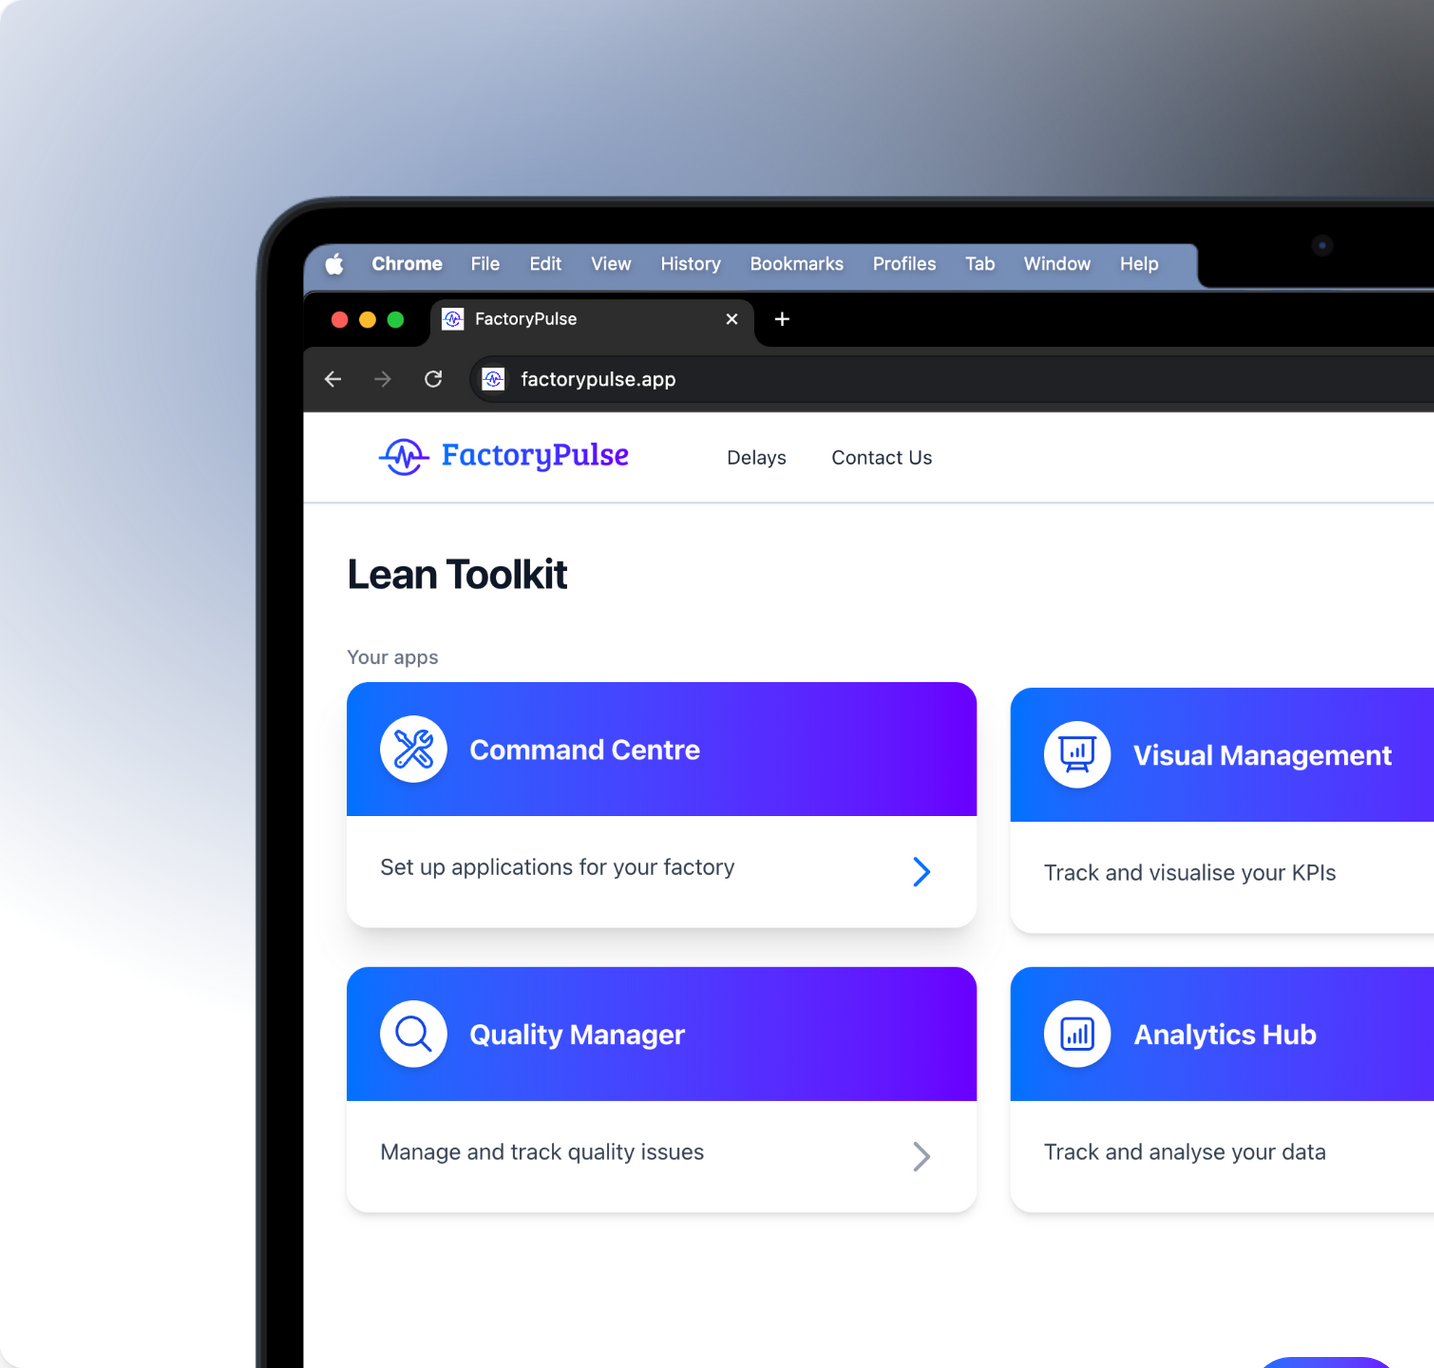 Chrome File Edit View History Bookmarks Profiles Tab Window Help
FactoryPulse
factorypulse.app
FactoryPulse Delays Contact Us
Lean Toolkit
Your apps
Command Centre
Set up applications for your factory
Visual Management
Track and visualise your KPIs
Quality Manager
Manage and track quality issues
Analytics Hub
Track and analyse your data